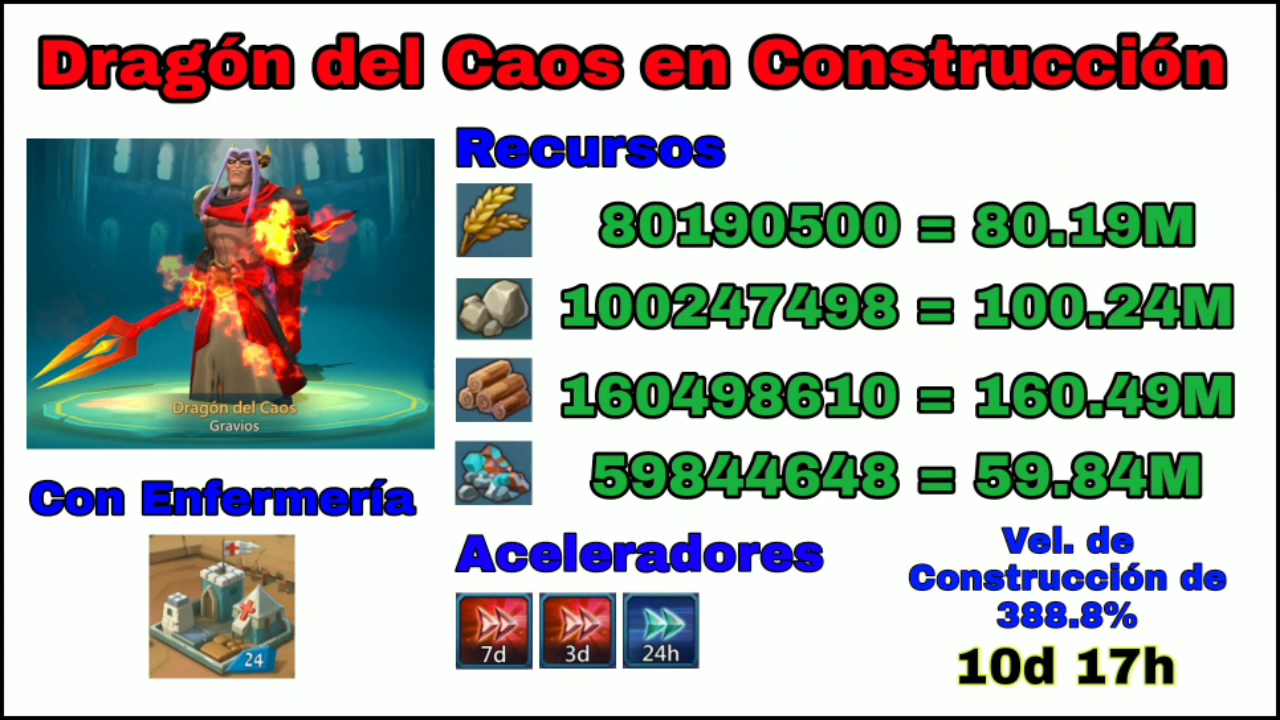 Dragón del Caos en Construcción
Dragón del Caos
Gravios
Con Enfermería
24
Recursos
80190500 = 80.19M
100247498 = 100.24M
160498610 = 160.49M
59844648 = 59.84M
Aceleradores
7d
3d
24h
Vel. de
Construcción de
388.8%
10d 17h